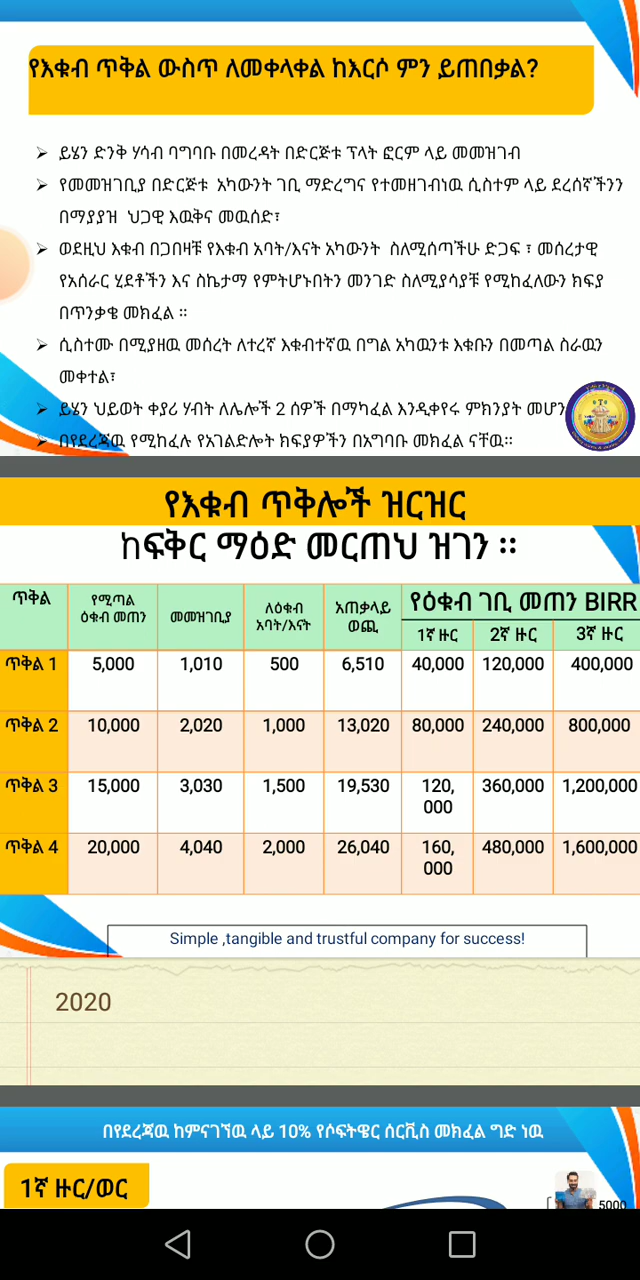 የእቁብ ጥቅል ውስጥ ለመቀላቀል ከእርሶ ምን ይጠበቃል?
➢ ይሄን ድንቅ ሃሳብ ባግባቡ በመረዳት በድርጅቱ ፕላት ፎርም ላይ መመዝገብ
➢ የመመዝገቢያ በድርጅቱ አካውንት ገቢ ማድረግና የተመዘገብነዉ ሲስተም ላይ ደረሰኛችንን
በማያያዝ ህጋዊ እዉቅና መዉሰድ፣
➢ ወደዚህ እቁብ በጋበዛቹ የእቁብ አባት/እናት አካውንት ስለሚሰጣችሁ ድጋፍ ፣ መሰረታዊ
የአሰራር ሂደቶችን እና ስኬታማ የምትሆኑበትን መንገድ ስለሚያሳያቹ የሚከፈለውን ክፍያ
በጥንቃቄ መክፈል ።
➢ ሲስተሙ በሚያዘዉ መሰረት ለተረኛ እቁብተኛዉ በግል አካዉንቱ እቁቡን በመጣል ስራዉን
መቀተል፣
➢ ይሄን ህይወት ቀያሪ ሃብት ለሌሎች 2 ሰዎች በማካፈል እንዲቀየሩ ምክንያት መሆን
➢ በየደረጃዉ የሚከፈሉ የአገልድሎት ክፍያዎችን በአግባቡ መክፈል ናቸዉ።
የእቁብ ጥቅሎች ዝርዝር
ከፍቅር ማዕድ መርጠህ ዝገን ።
ጥቅል የሚጣል ዕቁብ መጠን መመዝገቢያ ለዕቁብ አባት/እናት አጠቃላይ ወጪ የዕቁብ ገቢ መጠን BIRR
1ኛ ዙር 2ኛ ዙር 3ኛ ዙር
ጥቅል 1 5,000 1,010 500 6,510 40,000 120,000 400,000
ጥቅል 2 10,000 2,020 1,000 13,020 80,000 240,000 800,000
ጥቅል 3 15,000 3,030 1,500 19,530 120,000 360,000 1,200,000
ጥቅል 4 20,000 4,040 2,000 26,040 160,000 480,000 1,600,000
Simple ,tangible and trustful company for success!
2020
በየደረጃዉ ከምናገኘዉ ላይ 10% የሶፍትዌር ሰርቪስ መክፈል ግድ ነዉ
1ኛ ዙር/ወር
5000